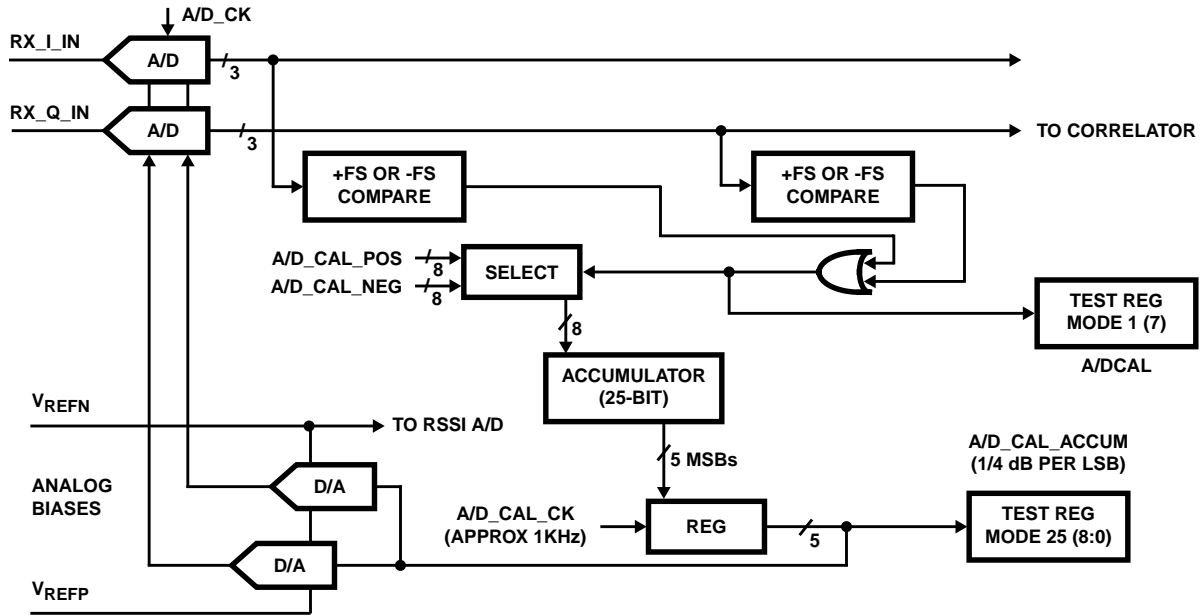 A/D_CK
RX_I_IN
A/D
3
RX_Q_IN
A/D
3
TO CORRELATOR
+FS OR -FS
COMPARE
+FS OR -FS
COMPARE
A/D_CAL_POS
8
A/D_CAL_NEG
8
SELECT
8
TEST REG
MODE 1 (7)
A/DCAL
ACCUMULATOR
(25-BIT)
VREFN
TO RSSI A/D
5 MSBs
A/D_CAL_ACCUM
(1/4 dB PER LSB)
ANALOG
BIASES
D/A
A/D_CAL_CK
(APPROX 1KHz)
REG
5
TEST REG
MODE 25 (8:0)
D/A
VREFP